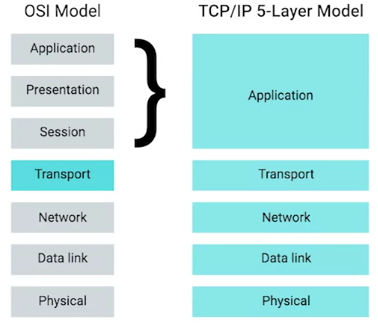 OSI Model
TCP/IP 5-Layer Model
Application
Presentation
Session
Transport
Network
Data link
Physical
Application
Transport
Network
Data link
Physical